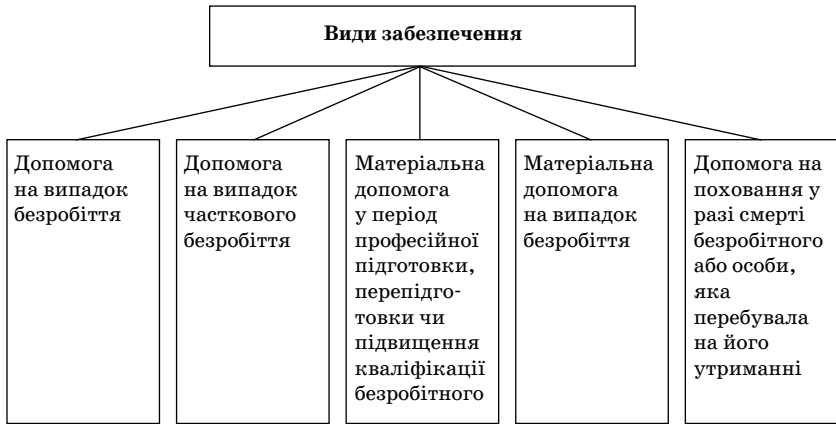 Види забезпечення
Допомога
на випадок
безробіття
Допомога
на випадок
часткового
безробіття
Матеріальна
допомога
у період
професійної
підготовки,
перепідго-
товки чи
підвищення
кваліфікації
безробітного
Матеріальна
допомога
на випадок
безробіття
Допомога на
поховання у
разі смерті
безробітного
або особи,
яка
перебувала
на його
утриманні